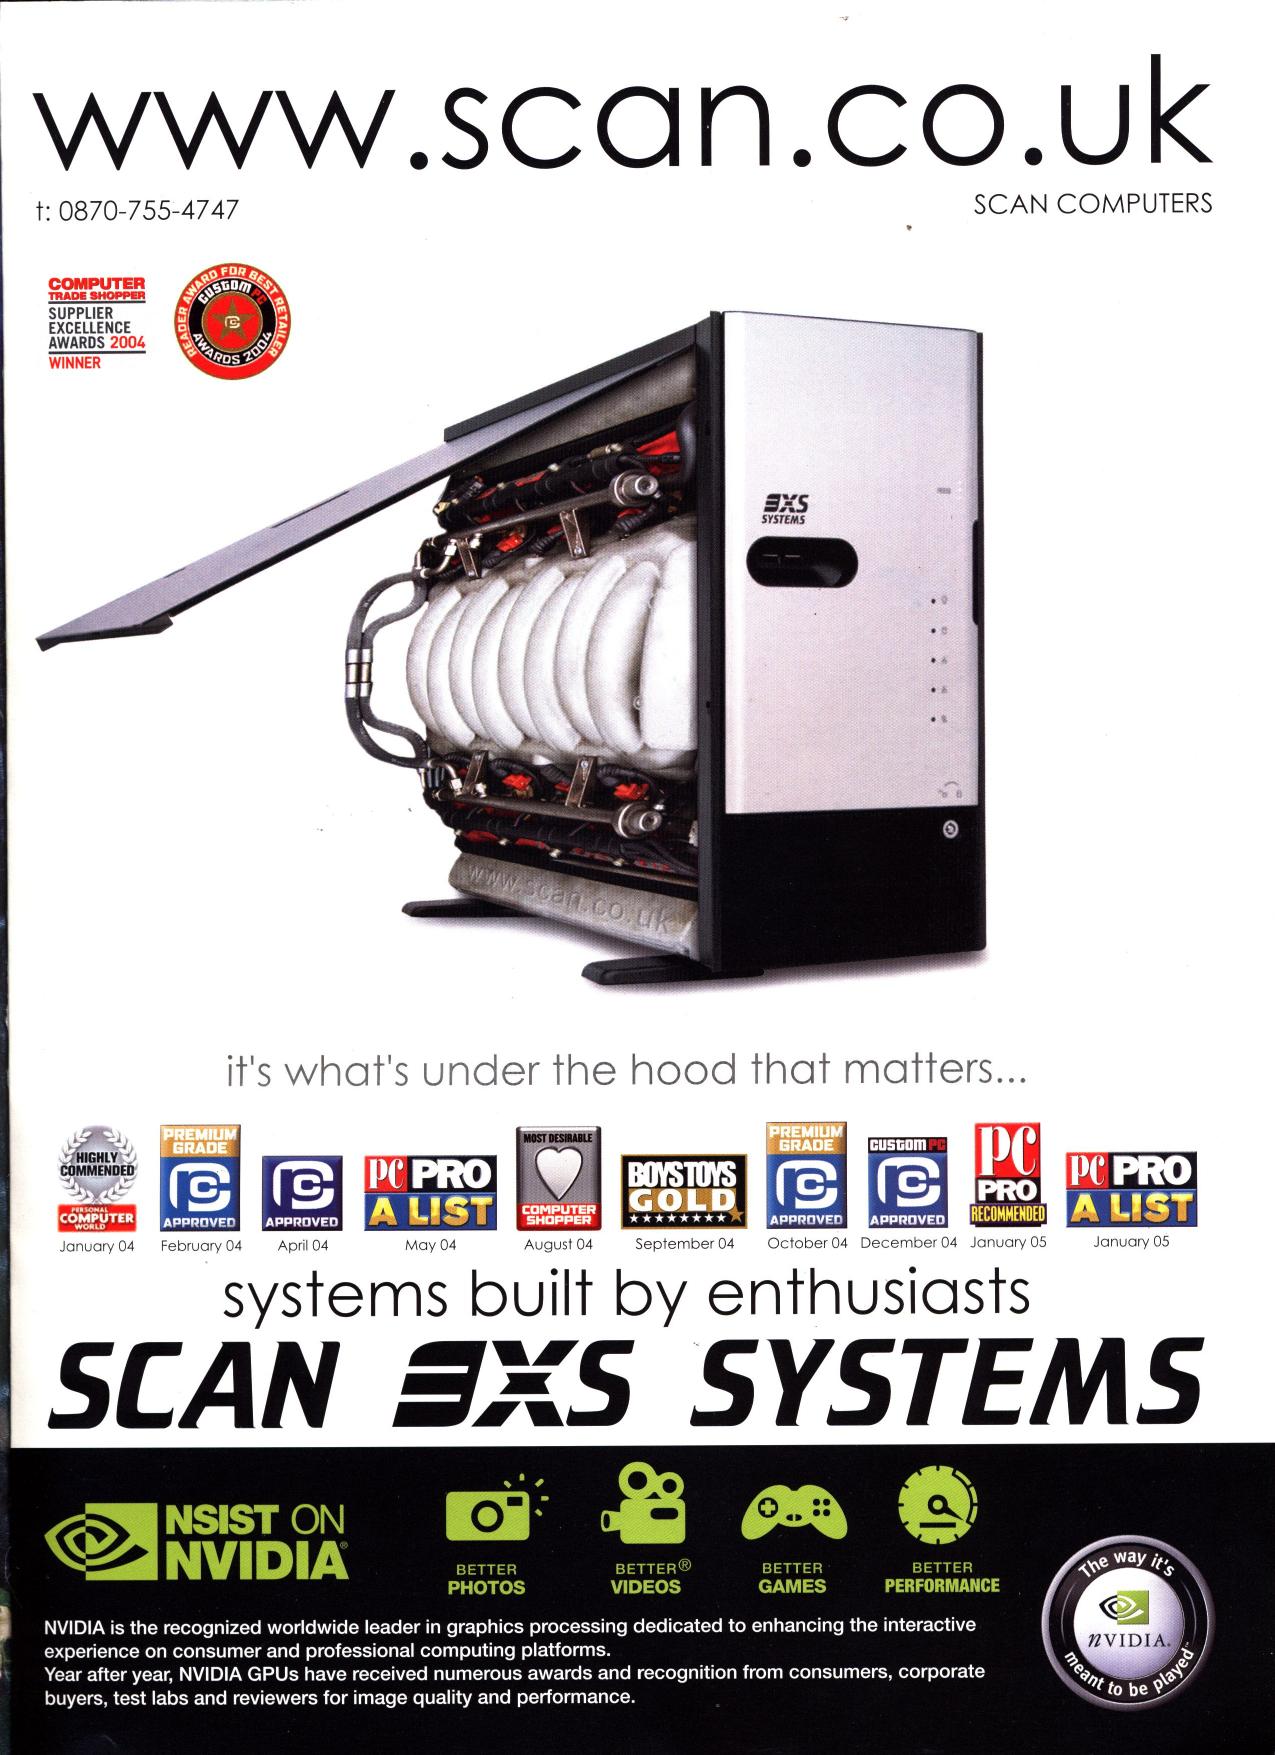 www.scan.co.uk
t: 0870-755-4747
SCAN COMPUTERS
COMPUTER
TRADE SHOPPER
SUPPLIER
EXCELLENCE
AWARDS 2004
WINNER
READER AWARD FOR BEST RETAILER
CUSTOM PC
AWARDS 2004
3XS
SYSTEMS
www.scan.co.uk
it's what's under the hood that matters...
HIGHLY
COMMENDED
PERSONAL
COMPUTER
WORLD
January 04
PREMIUM
GRADE
PC
APPROVED
February 04
PC
APPROVED
April 04
PC PRO
A LIST
May 04
MOST DESIRABLE
COMPUTER
SHOPPER
August 04
BOYSTOYS
GOLD
September 04
PREMIUM
GRADE
PC
APPROVED
October 04
CUSTOM PC
PC
APPROVED
December 04
PC
PRO
RECOMMENDED
January 05
PC PRO
A LIST
January 05
systems built by enthusiasts
SCAN 3XS SYSTEMS
NSIST ON
NVIDIA®
BETTER
PHOTOS
BETTER®
VIDEOS
BETTER
GAMES
BETTER
PERFORMANCE
The way it's
nVIDIA.
meant to be played™
NVIDIA is the recognized worldwide leader in graphics processing dedicated to enhancing the interactive
experience on consumer and professional computing platforms.
Year after year, NVIDIA GPUs have received numerous awards and recognition from consumers, corporate
buyers, test labs and reviewers for image quality and performance.